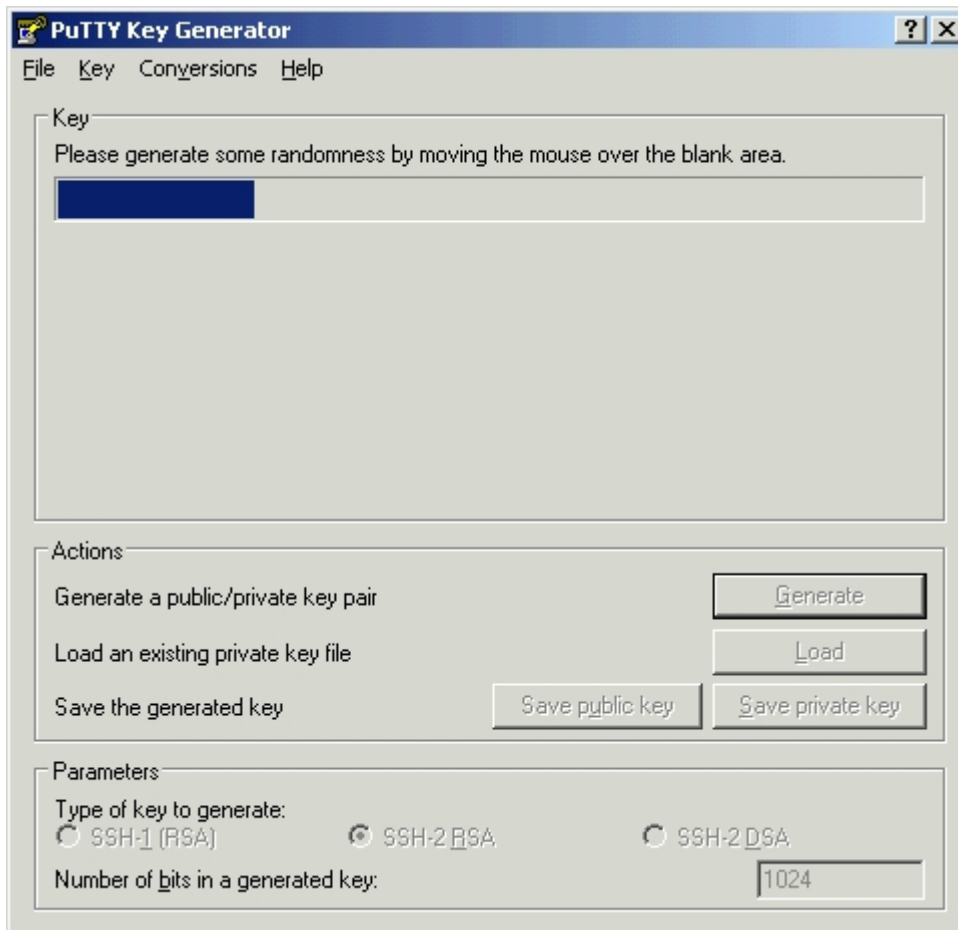 PuTTY Key Generator
File Key Conversions Help
Key
Please generate some randomness by moving the mouse over the blank area.
Actions
Generate a public/private key pair
Generate
Load an existing private key file
Load
Save the generated key
Save public key
Save private key
Parameters
Type of key to generate:
SSH-1 (RSA)
SSH-2 RSA
SSH-2 DSA
Number of bits in a generated key:
1024